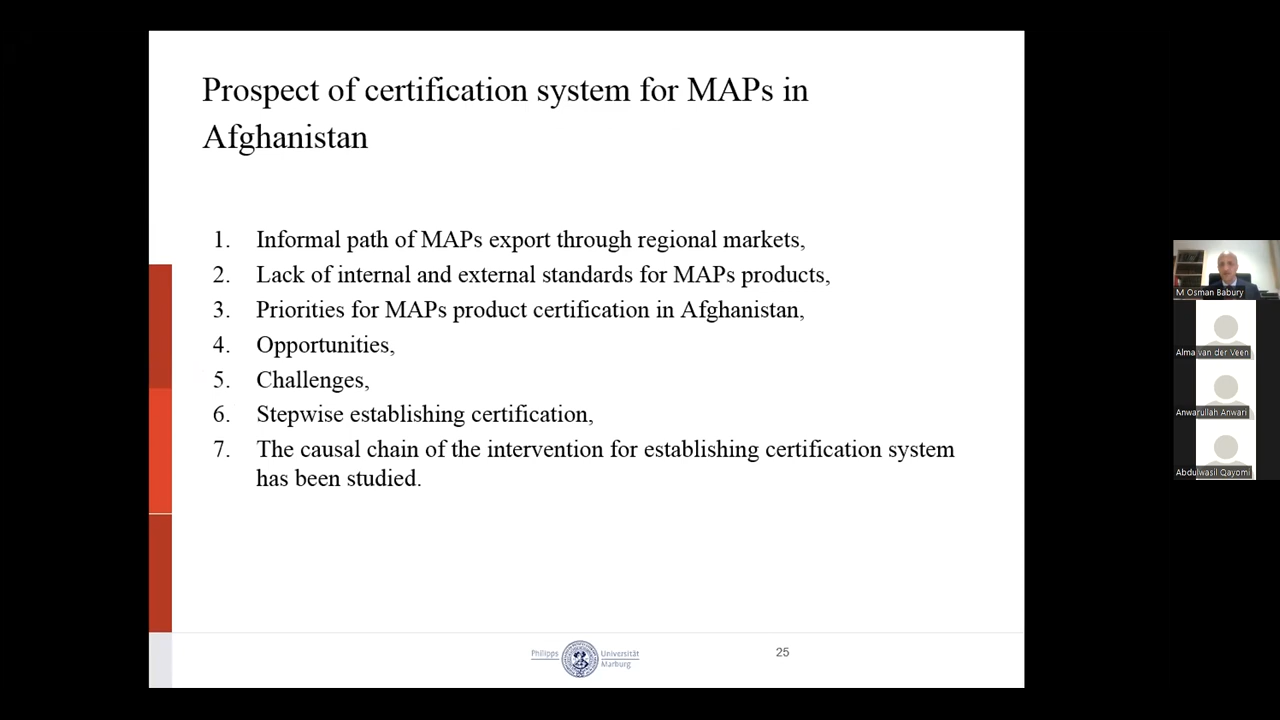 Prospect of certification system for MAPs in
Afghanistan
1. Informal path of MAPs export through regional markets,
2. Lack of internal and external standards for MAPs products,
3. Priorities for MAPs product certification in Afghanistan,
4. Opportunities,
5. Challenges,
6. Stepwise establishing certification,
7. The causal chain of the intervention for establishing certification system
has been studied.
Philipps Universität
Marburg
25
M Osman Babury
Alma van der Veen
Anwarullah Anwari
Abdulwasil Qayomi